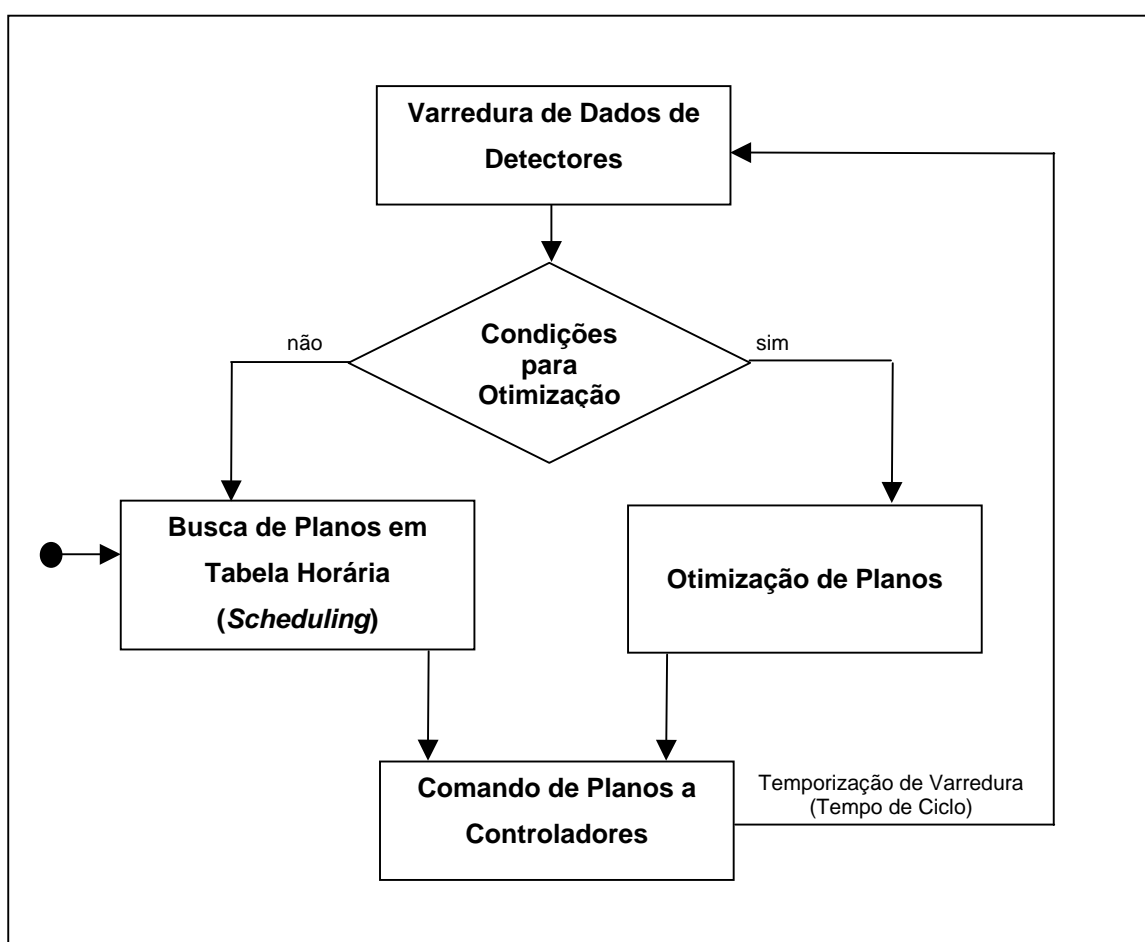 Varredura de Dados de
Detectores
não
Condições
para
Otimização
sim
Busca de Planos em
Tabela Horária
(Scheduling)
Otimização de Planos
Comando de Planos a
Controladores
Temporização de Varredura
(Tempo de Ciclo)